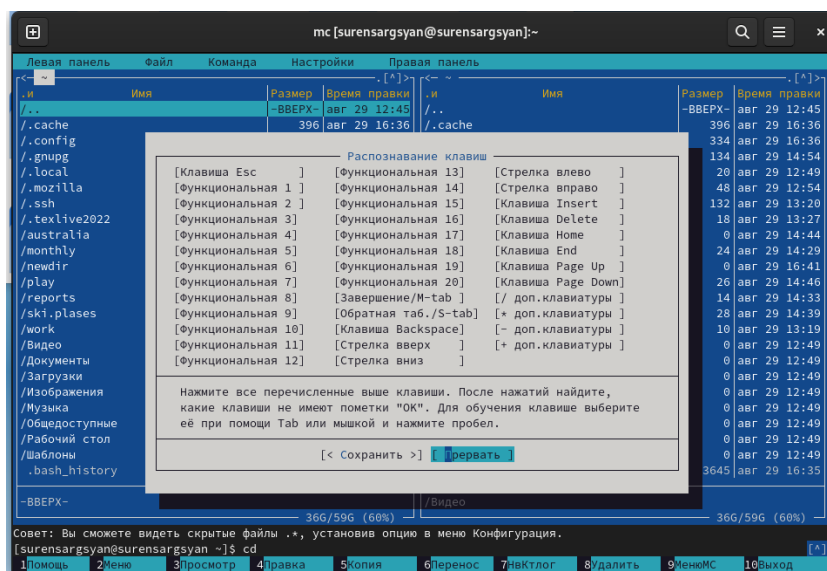 mc [surensargsyan@surensargsyan]:~
Левая панель Файл Команда Настройки Правая панель
<— ~ .[^]> <— ~ .[^]>
.и Имя Размер Время правки .и Имя Размер Время правки
/.. -ВВЕРХ- авг 29 12:45 /.. -ВВЕРХ- авг 29 12:45
/.cache 396 авг 29 16:36 /.cache 396 авг 29 16:36
/.config 334 авг 29 16:36
/.gnupg 134 авг 29 14:54
/.local 20 авг 29 12:49
/.mozilla 48 авг 29 12:54
/.ssh 132 авг 29 13:20
/.texlive2022 18 авг 29 13:27
/australia 0 авг 29 14:44
/monthly 24 авг 29 14:29
/newdir 0 авг 29 16:41
/play 26 авг 29 14:46
/reports 14 авг 29 14:33
/ski.plases 28 авг 29 14:39
/work 10 авг 29 13:19
/Видео 0 авг 29 12:49
/Документы 0 авг 29 12:49
/Загрузки 0 авг 29 12:49
/Изображения 0 авг 29 12:49
/Музыка 0 авг 29 12:49
/Общедоступные 0 авг 29 12:49
/Рабочий стол 0 авг 29 12:49
/Шаблоны 0 авг 29 12:49
.bash_history 3645 авг 29 16:35
Распознавание клавиш
[Клавиша Esc ] [Функциональная 13] [Стрелка влево ]
[Функциональная 1 ] [Функциональная 14] [Стрелка вправо ]
[Функциональная 2 ] [Функциональная 15] [Клавиша Insert ]
[Функциональная 3] [Функциональная 16] [Клавиша Delete ]
[Функциональная 4] [Функциональная 17] [Клавиша Home ]
[Функциональная 5] [Функциональная 18] [Клавиша End ]
[Функциональная 6] [Функциональная 19] [Клавиша Page Up ]
[Функциональная 7] [Функциональная 20] [Клавиша Page Down]
[Функциональная 8] [Завершение/M-tab ] [/ доп.клавиатуры ]
[Функциональная 9] [Обратная таб./S-tab] [* доп.клавиатуры ]
[Функциональная 10] [Клавиша Backspace] [- доп.клавиатуры ]
[Функциональная 11] [Стрелка вверх ] [+ доп.клавиатуры ]
[Функциональная 12] [Стрелка вниз ]
Нажмите все перечисленные выше клавиши. После нажатий найдите,
какие клавиши не имеют пометки "OK". Для обучения клавише выберите
её при помощи Tab или мышкой и нажмите пробел.
[< Сохранить >] [ Прервать ]
-ВВЕРХ- /Видео
36G/59G (60%) 36G/59G (60%)
Совет: Вы сможете видеть скрытые файлы .*, установив опцию в меню Конфигурация.
[surensargsyan@surensargsyan ~]$ cd [^]
1Помощь 2Меню 3Просмотр 4Правка 5Копия 6Перенос 7НвКтлог 8Удалить 9МенюMC 10Выход